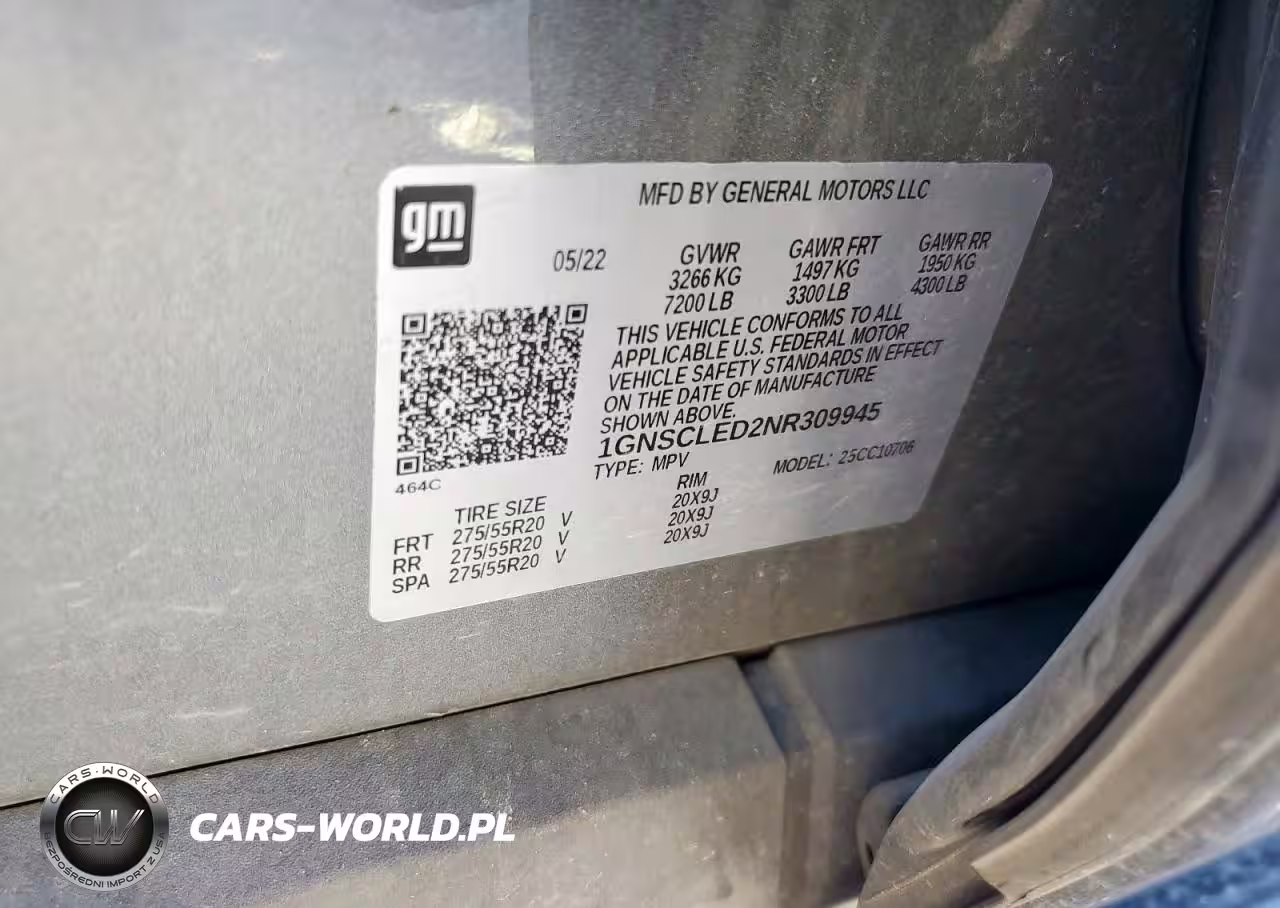 gm
MFD BY GENERAL MOTORS LLC
05/22
GVWR GAWR FRT GAWR RR
3266 KG 1497 KG 1950 KG
7200 LB 3300 LB 4300 LB
THIS VEHICLE CONFORMS TO ALL
APPLICABLE U.S. FEDERAL MOTOR
VEHICLE SAFETY STANDARDS IN EFFECT
ON THE DATE OF MANUFACTURE
SHOWN ABOVE.
1GNSCLED2NR309945
TYPE: MPV MODEL: 25CC10706
464C
TIRE SIZE RIM
FRT 275/55R20 V 20X9J
RR 275/55R20 V 20X9J
SPA 275/55R20 V 20X9J
CARS-WORLD
CW
BEZPOŚREDNI IMPORT Z USA
CARS-WORLD.PL